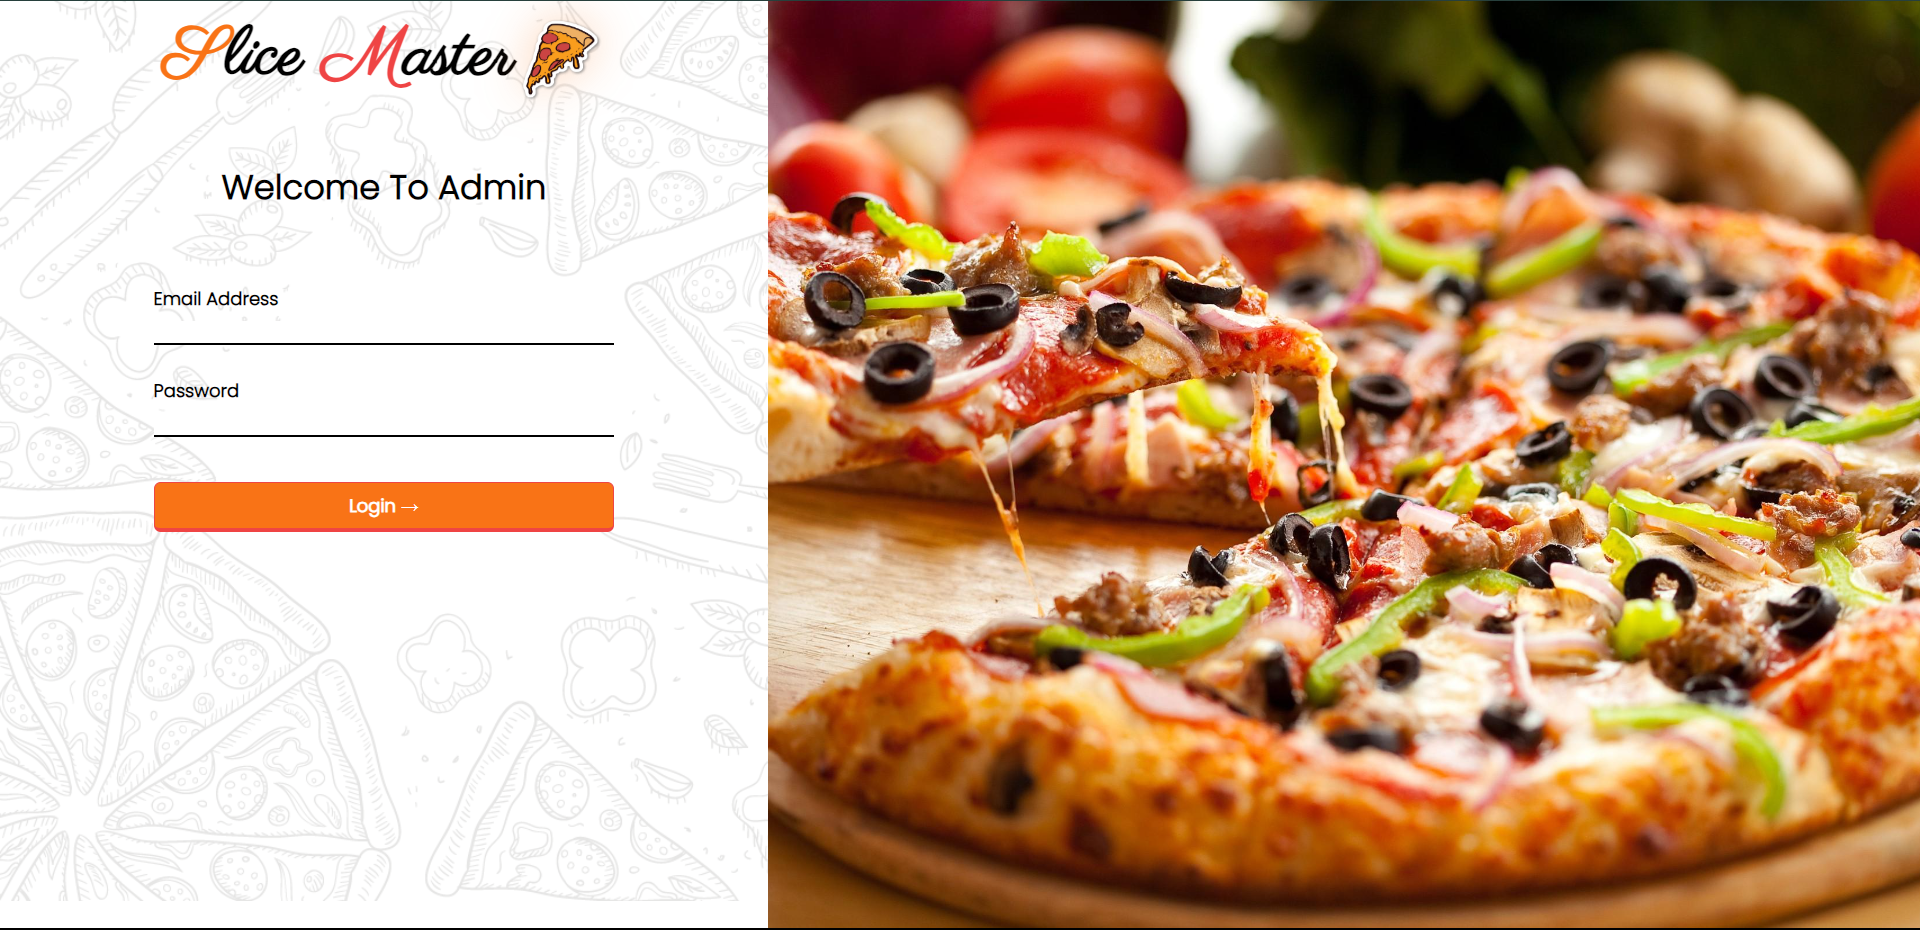 Slice Master
Welcome To Admin
Email Address
Password
Login →